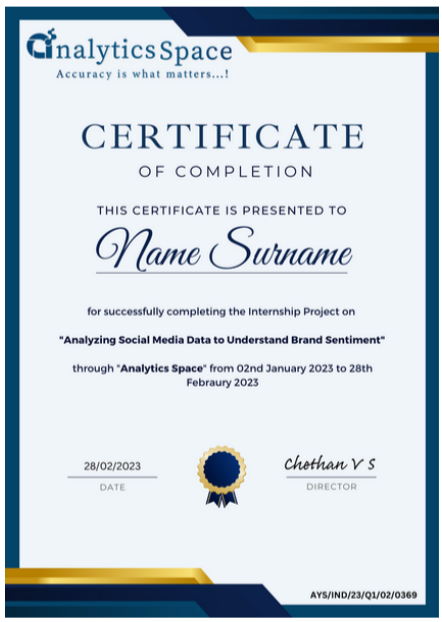 analyticsSpace
Accuracy is what matters...!
CERTIFICATE
OF COMPLETION
THIS CERTIFICATE IS PRESENTED TO
Name Surname
for successfully completing the Internship Project on
"Analyzing Social Media Data to Understand Brand Sentiment"
through "Analytics Space" from 02nd January 2023 to 28th
Febraury 2023
28/02/2023
Chethan V S
DATE
DIRECTOR
AYS/IND/23/Q1/02/0369